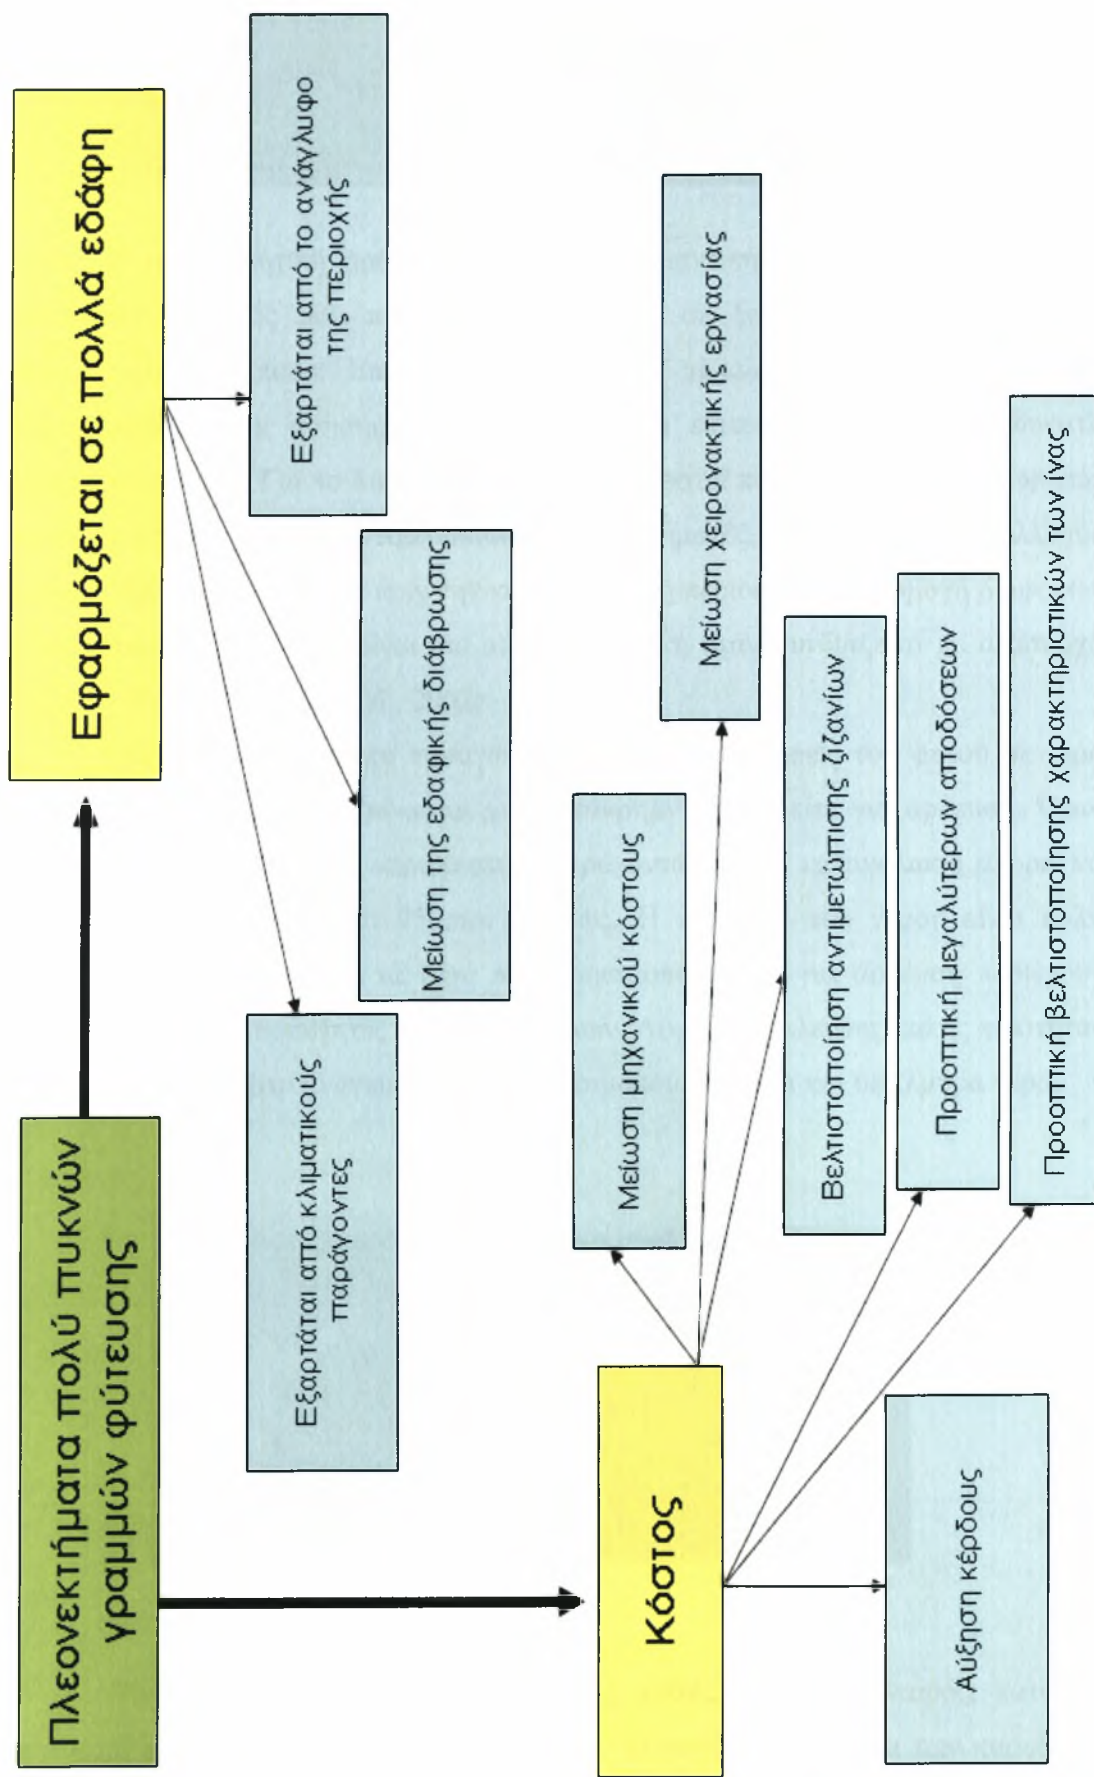 Πλεονεκτήματα πολύ πυκνών
γραμμών φύτευσης
Εφαρμόζεται σε πολλά εδάφη
Εξαρτάται από κλιματικούς
παράγοντες
Μείωση της εδαφικής διάβρωσης
Εξαρτάται από το ανάγλυφο
της περιοχής
Κόστος
Μείωση μηχανικού κόστους
Μείωση χειρονακτικής εργασίας
Βελτιστοποίηση αντιμετώπισης ζιζανίων
Προοπτική μεγαλύτερων αποδόσεων
Προοπτική βελτιστοποίησης χαρακτηριστικών των ίνας
Αύξηση κέρδους